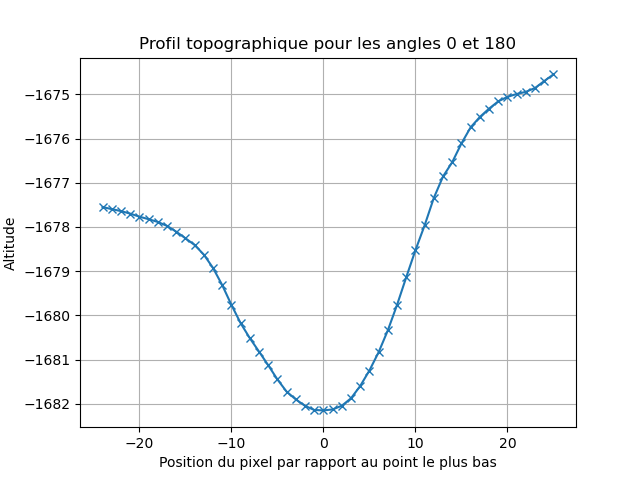 Profil topographique pour les angles 0 et 180
−1675
−1676
−1677
−1678
−1679
−1680
−1681
−1682
Altitude
−20 −10 0 10 20
Position du pixel par rapport au point le plus bas